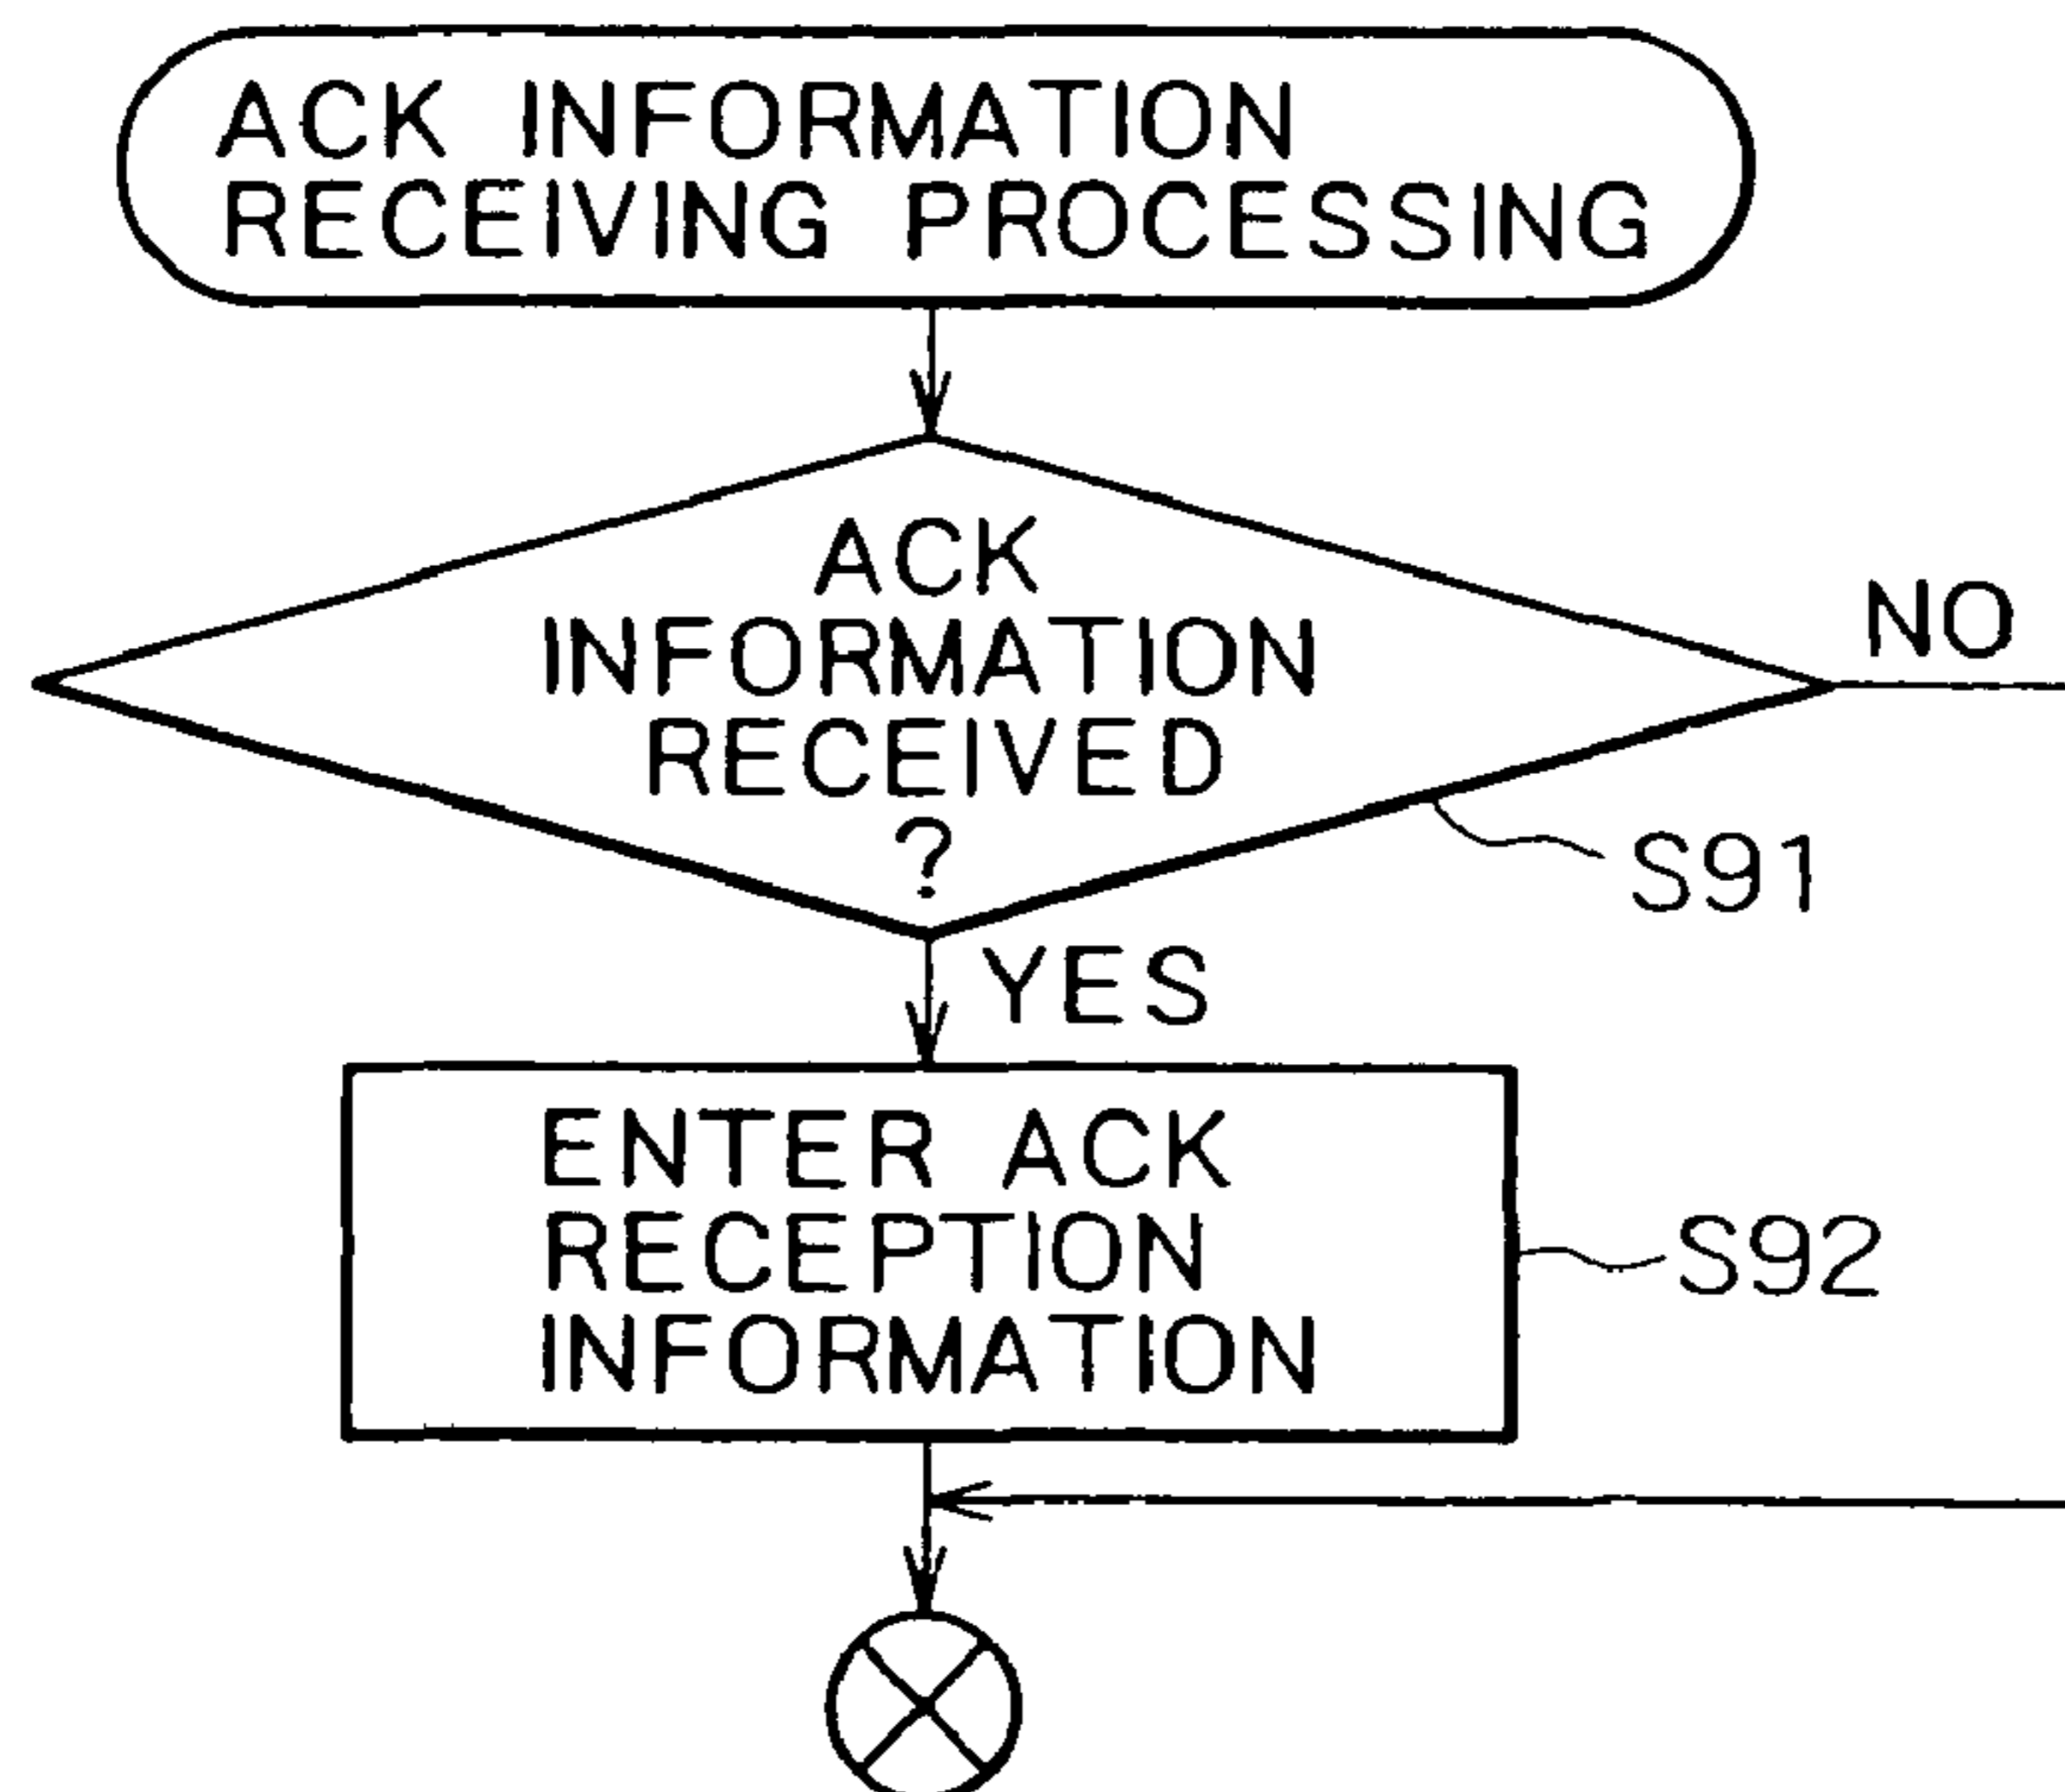 ACK INFORMATION
RECEIVING PROCESSING
ACK
INFORMATION
RECEIVED
?
NO
S91
YES
ENTER ACK
RECEPTION
INFORMATION
S92